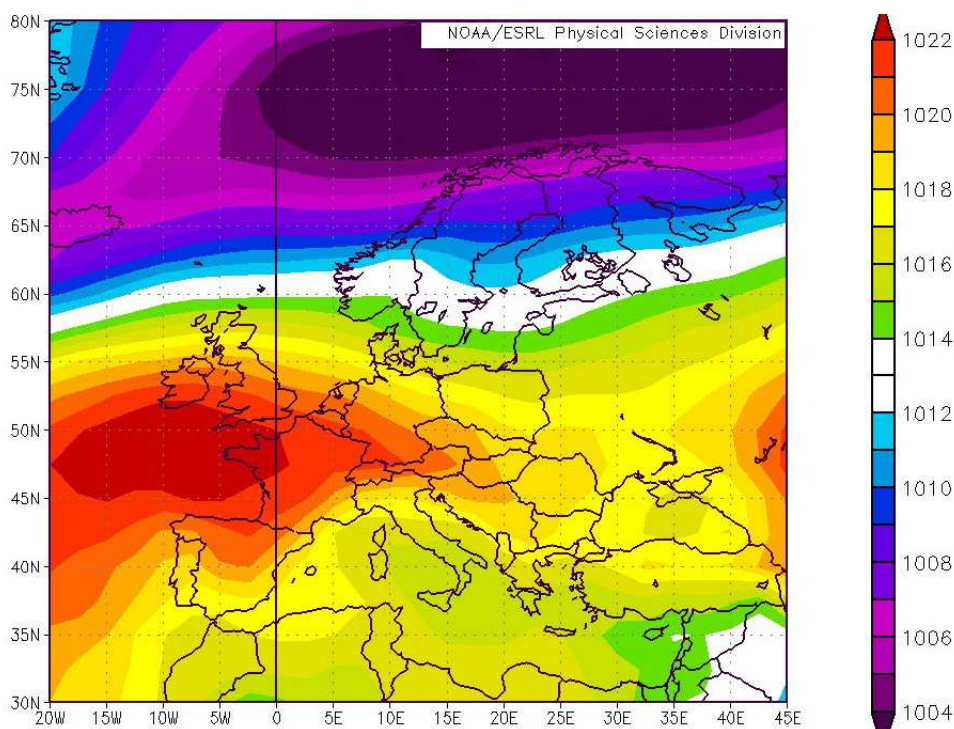 80N
NOAA/ESRL Physical Sciences Division
75N
70N
65N
60N
55N
50N
45N
40N
35N
30N
20W 15W 10W 5W 0 5E 10E 15E 20E 25E 30E 35E 40E 45E
1022
1020
1018
1016
1014
1012
1010
1008
1006
1004